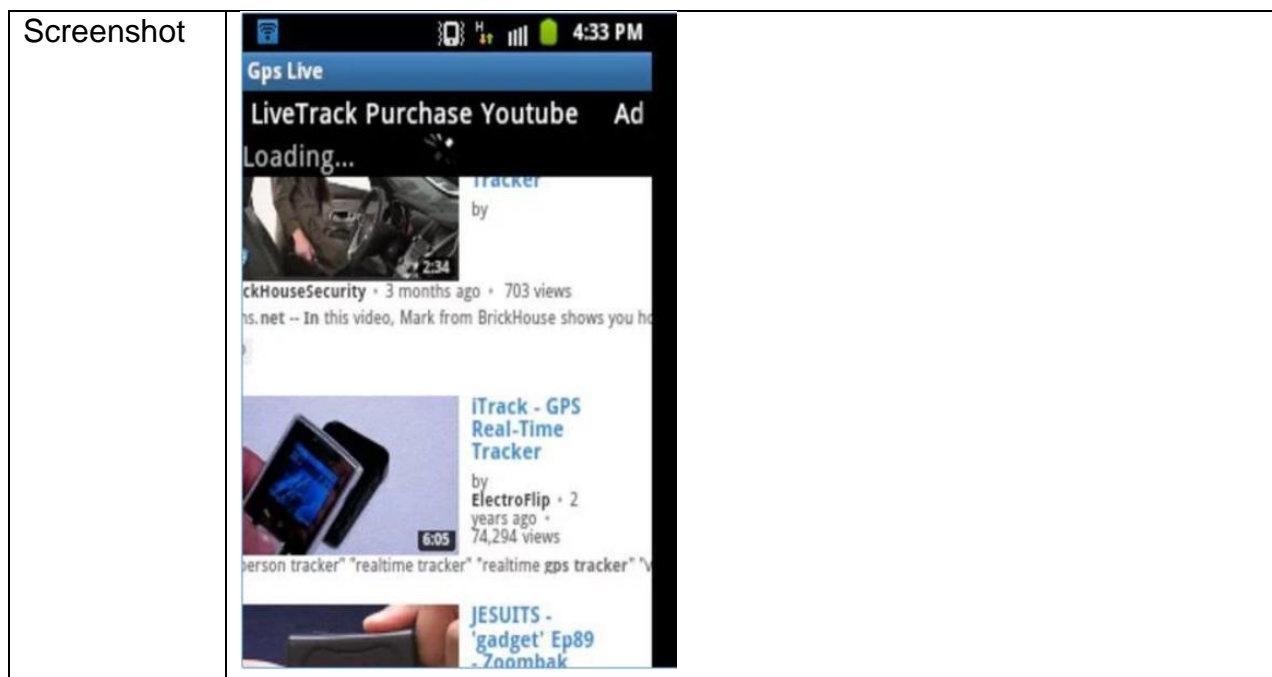 Screenshot
H 4:33 PM
Gps Live
LiveTrack Purchase Youtube Ad
Loading...
Tracker
by
2:34
ckHouseSecurity • 3 months ago • 703 views
ns.net -- In this video, Mark from BrickHouse shows you ho
iTrack - GPS
Real-Time
Tracker
by
ElectroFlip • 2
years ago •
74,294 views
6:05
person tracker" "realtime tracker" "realtime gps tracker" "v
JESUITS -
'gadget' Ep89
- Zoombak